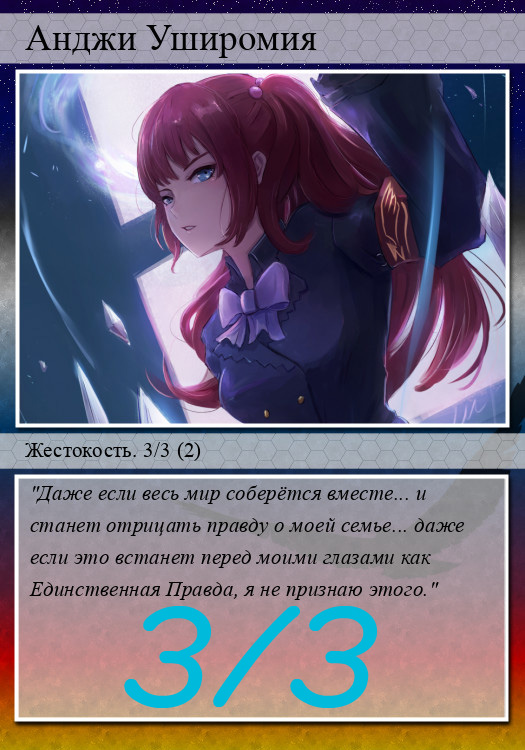 Анджи Уширомия
Жестокость. 3/3 (2)
"Даже если весь мир соберётся вместе... и
станет отрицать правду о моей семье... даже
если это встанет перед моими глазами как
Единственная Правда, я не признаю этого."
3/3